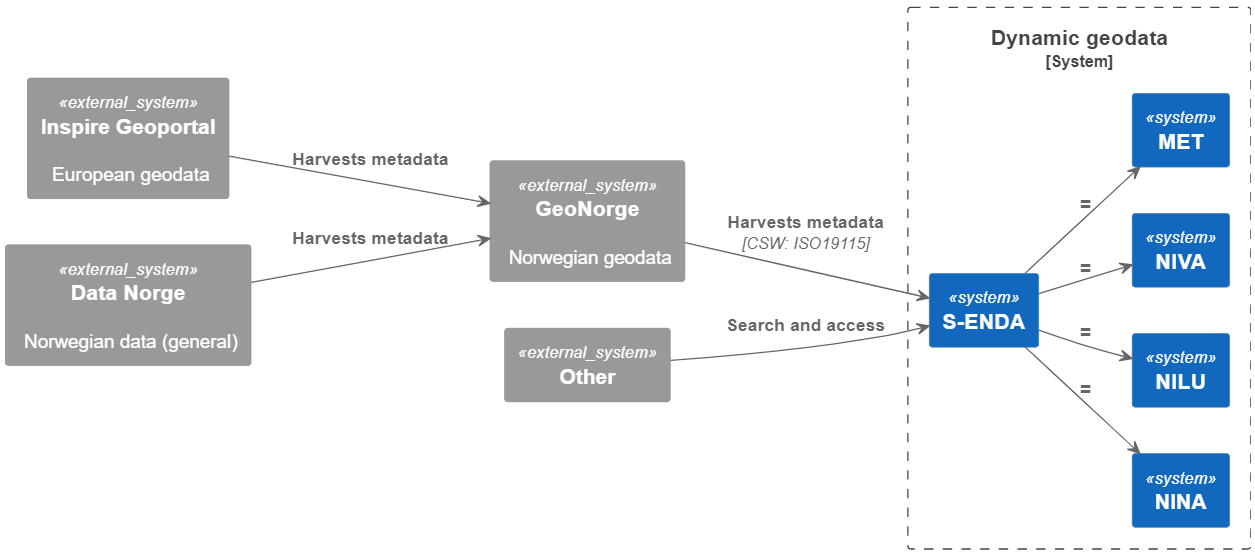 Dynamic geodata
[System]
«external_system»
Inspire Geoportal
European geodata
Harvests metadata
«external_system»
Data Norge
Norwegian data (general)
Harvests metadata
«external_system»
GeoNorge
Norwegian geodata
Harvests metadata
[CSW: ISO19115]
«external_system»
Other
Search and access
«system»
S-ENDA
=
=
=
=
«system»
MET
«system»
NIVA
«system»
NILU
«system»
NINA